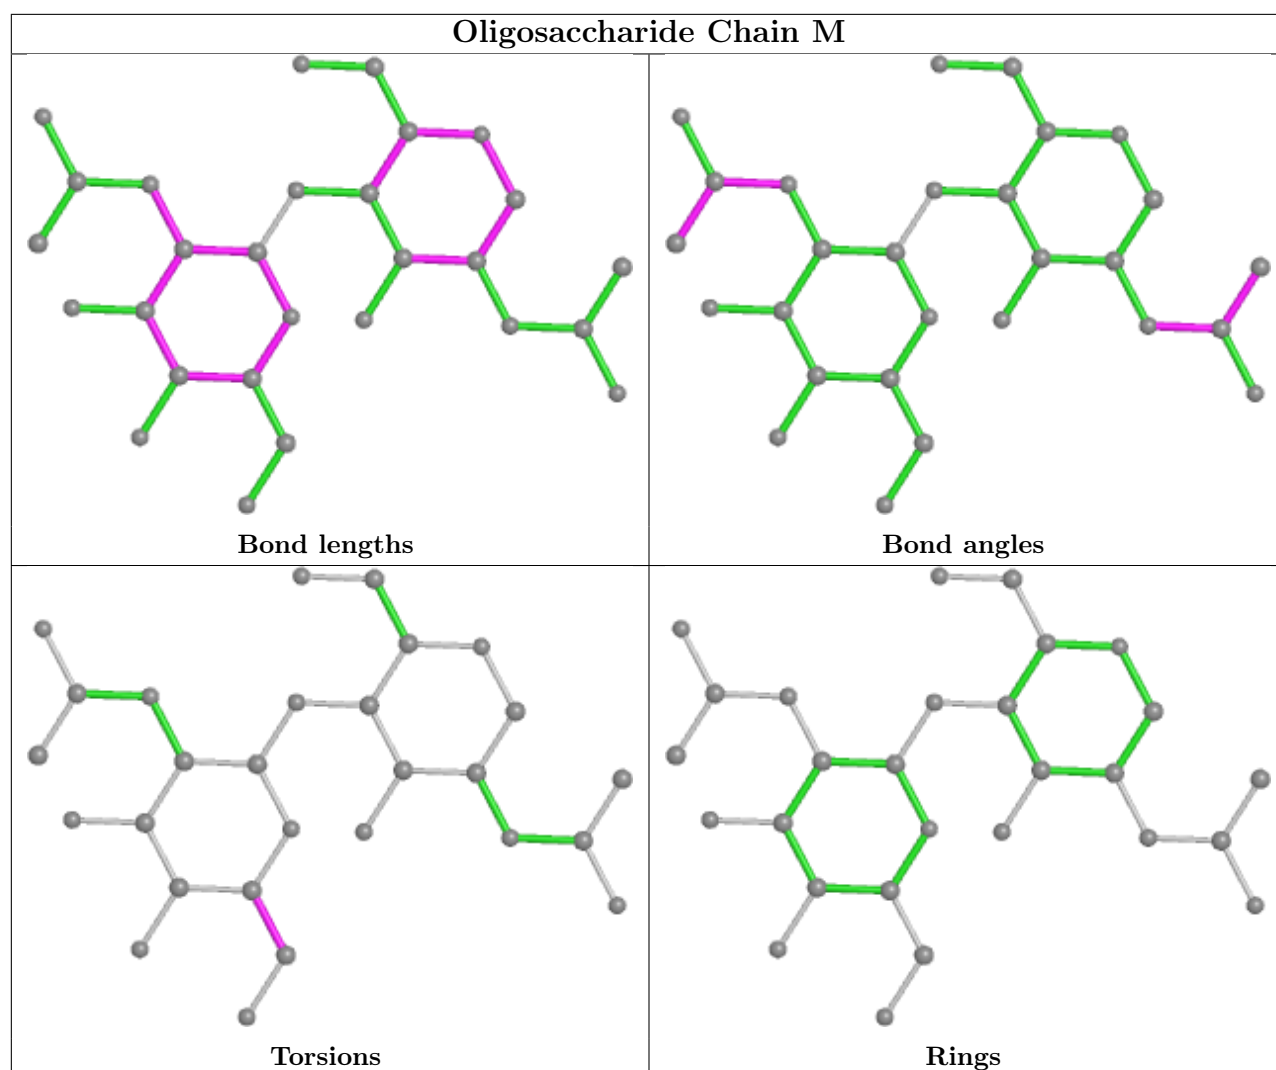 Oligosaccharide Chain M
Bond lengths
Bond angles
Torsions
Rings